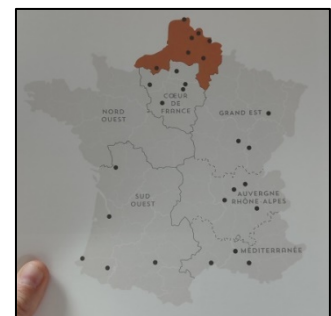 CŒUR
DE
FRANCE
NORD
OUEST
GRAND EST
SUD
OUEST
AUVERGNE
RHÔNE ALPES
MÉDITERRANÉE